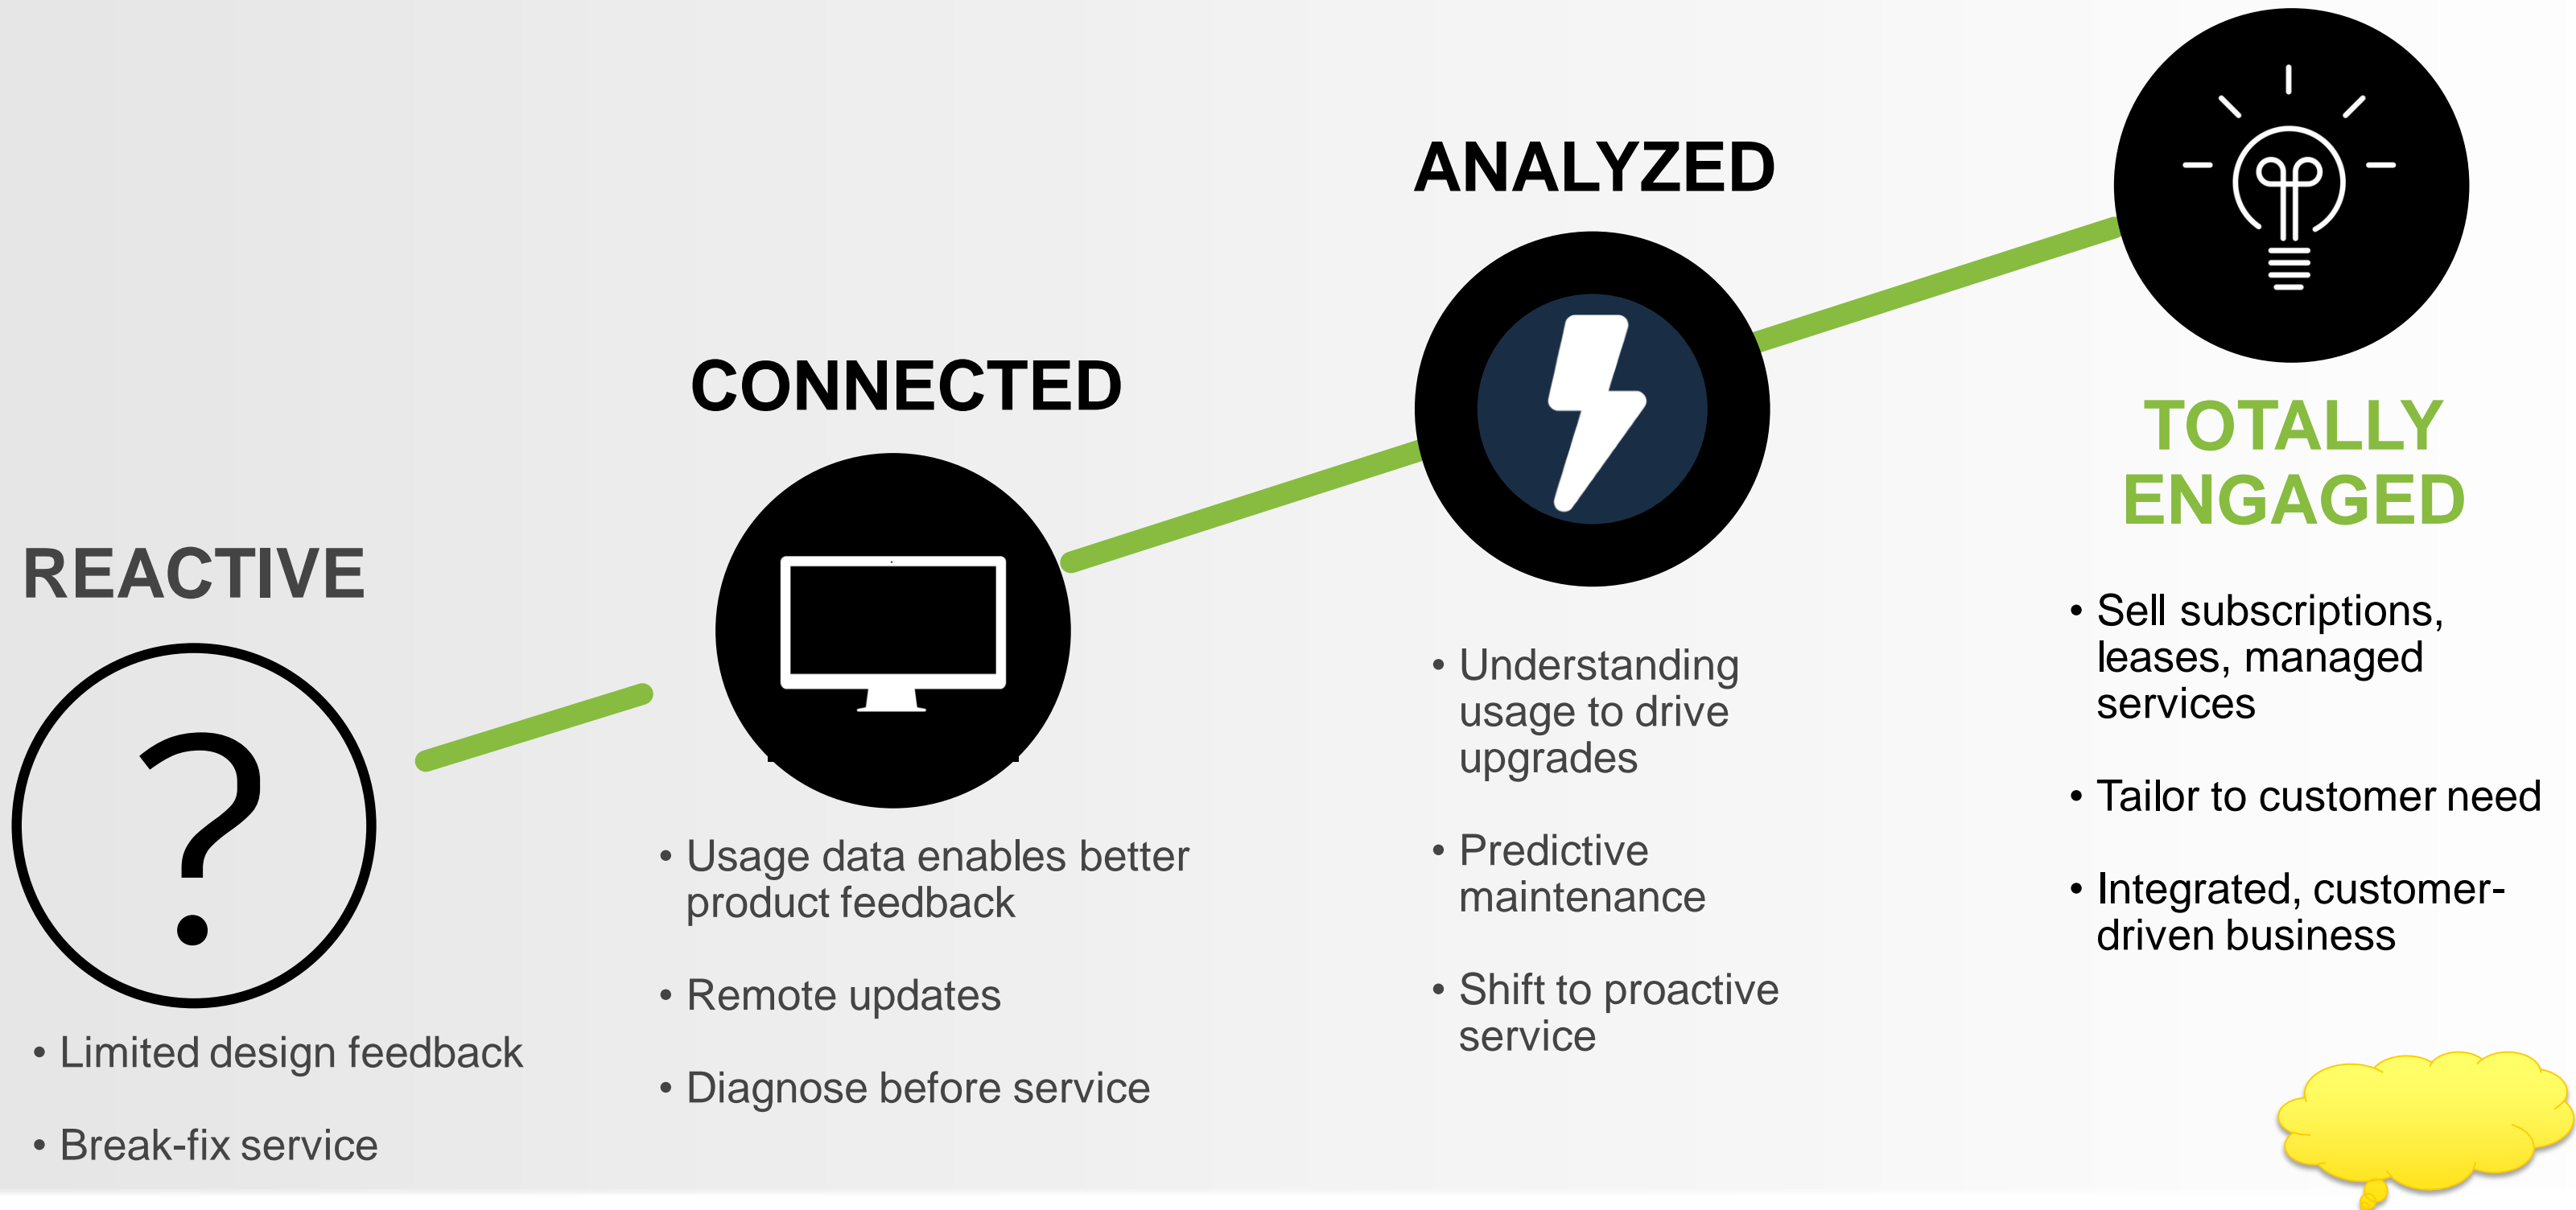 REACTIVE
• Limited design feedback
• Break-fix service
CONNECTED
• Usage data enables better
product feedback
• Remote updates
• Diagnose before service
ANALYZED
• Understanding
usage to drive
upgrades
• Predictive
maintenance
• Shift to proactive
service
TOTALLY
ENGAGED
• Sell subscriptions,
leases, managed
services
• Tailor to customer need
• Integrated, customer-
driven business